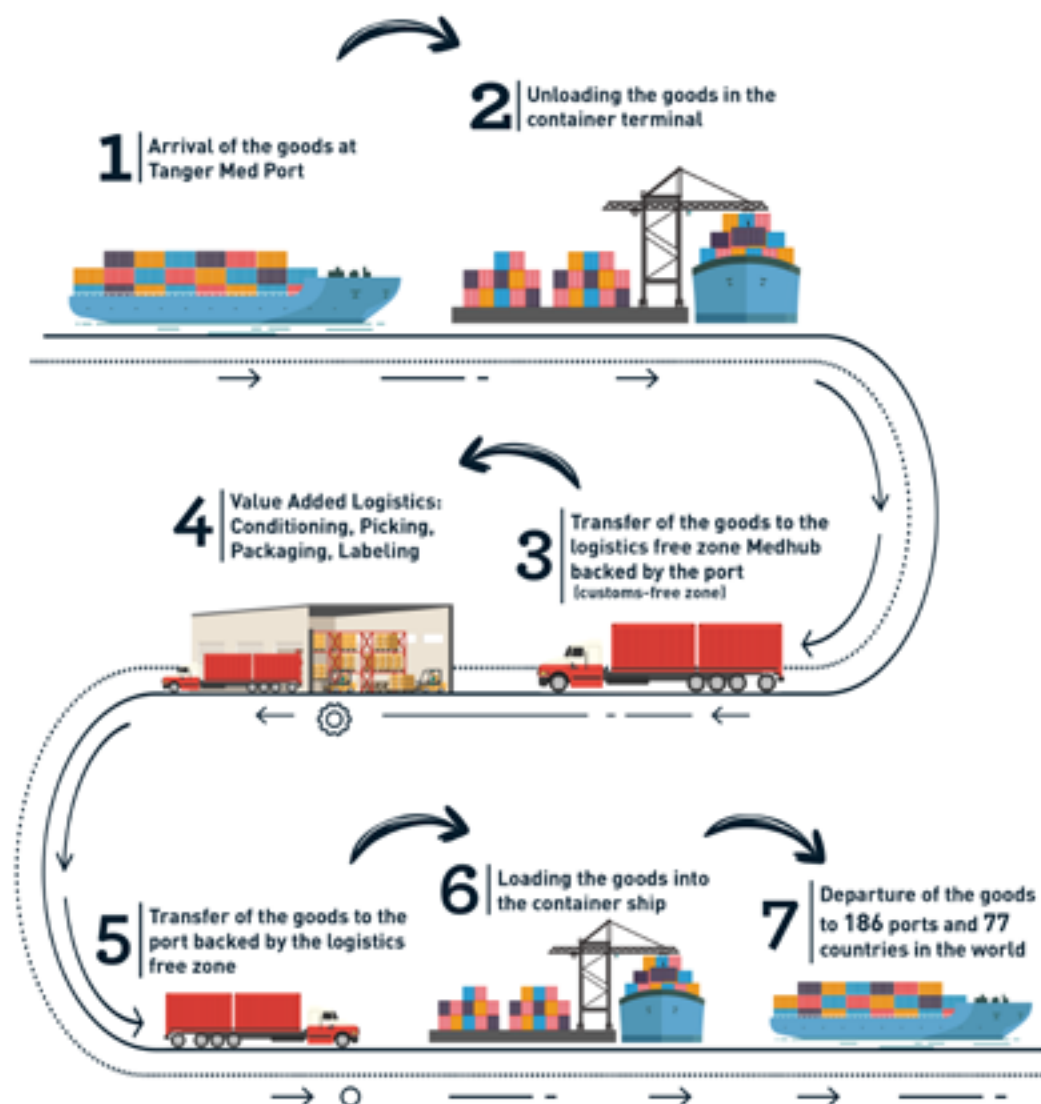 1
Arrival of the goods at
Tanger Med Port
2
Unloading the goods in the
container terminal
3
Transfer of the goods to the
logistics free zone Medhub
backed by the port
(customs-free zone)
4
Value Added Logistics:
Conditioning, Picking,
Packaging, Labeling
5
Transfer of the goods to the
port backed by the logistics
free zone
6
Loading the goods into
the container ship
7
Departure of the goods
to 186 ports and 77
countries in the world